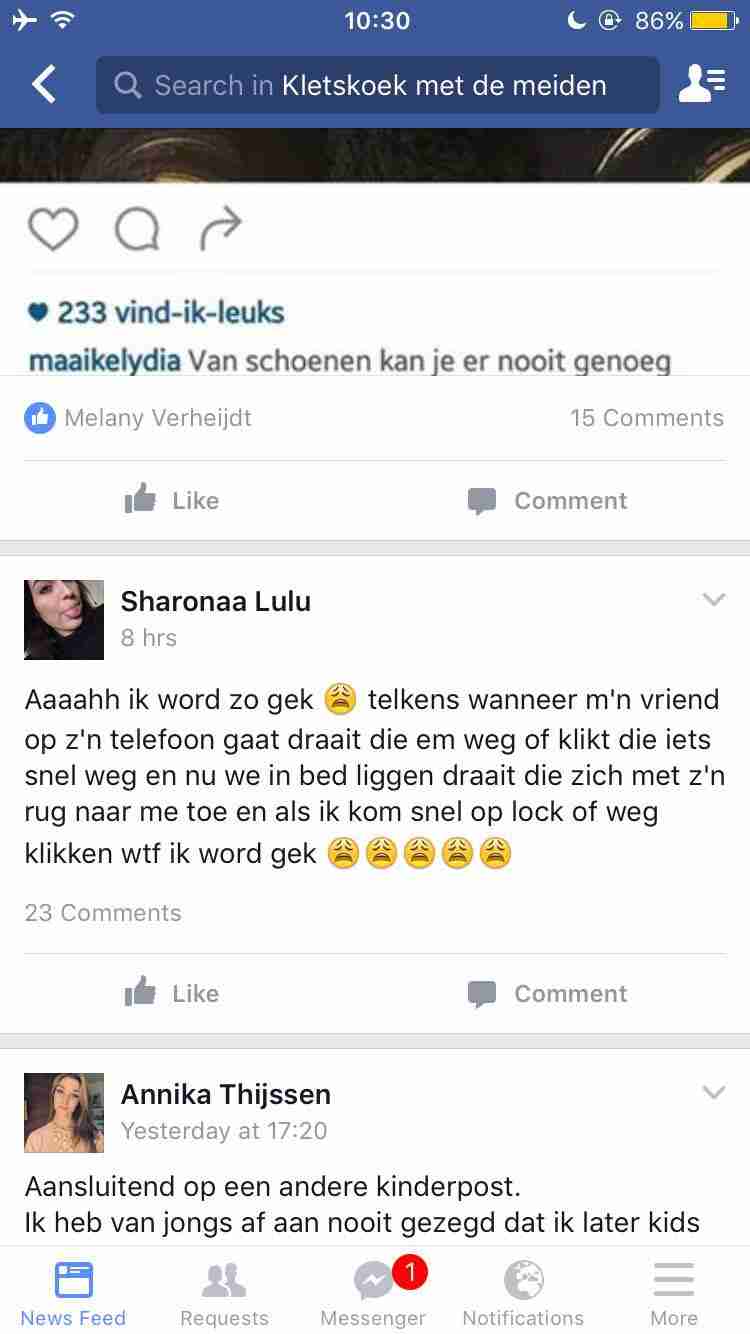 10:30
86%
Search in Kletskoek met de meiden
233 vind-ik-leuks
maaikelydia Van schoenen kan je er nooit genoeg
Melany Verheijdt
15 Comments
Like
Comment
Sharonaa Lulu
8 hrs
Aaaahh ik word zo gek 😩 telkens wanneer m'n vriend
op z'n telefoon gaat draait die em weg of klikt die iets
snel weg en nu we in bed liggen draait die zich met z'n
rug naar me toe en als ik kom snel op lock of weg
klikken wtf ik word gek 😩😩😩😩😩
23 Comments
Like
Comment
Annika Thijssen
Yesterday at 17:20
Aansluitend op een andere kinderpost.
Ik heb van jongs af aan nooit gezegd dat ik later kids
1
News Feed
Requests
Messenger
Notifications
More